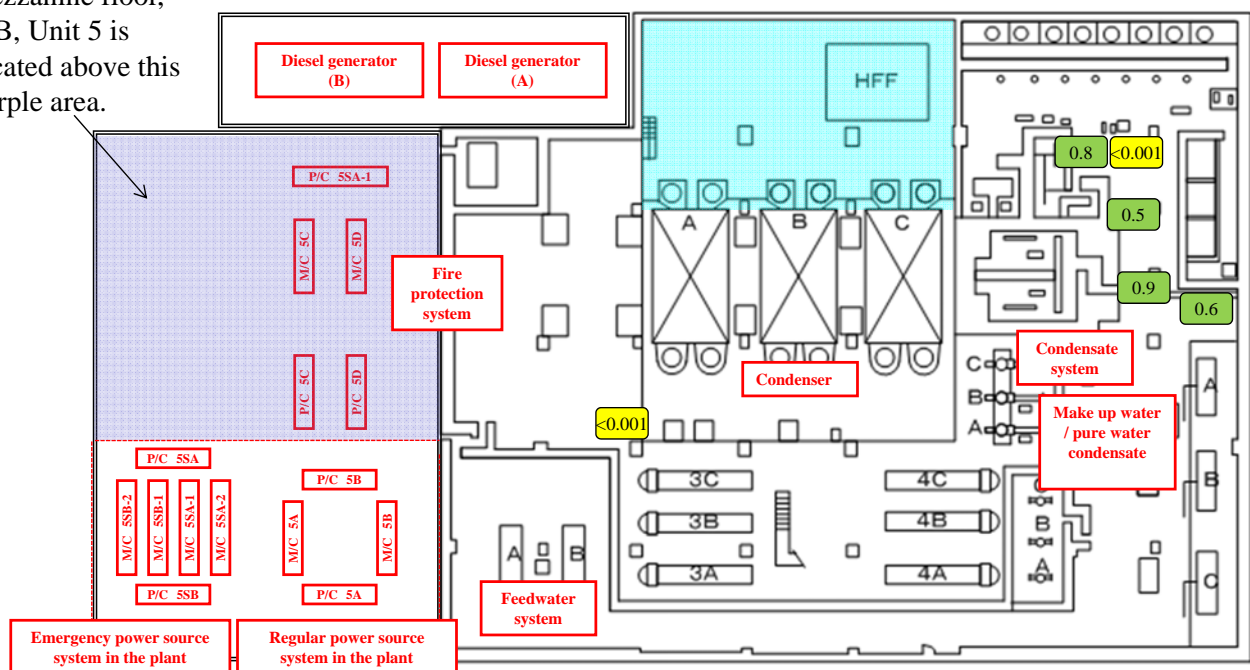 B, Unit 5 is
above this
area.
Diesel generator
(B)
Diesel generator
(A)
HFF
0.8
<0.001
0.5
0.9
0.6
P/C 5SA-1
M/C 5C
M/C 5D
Fire
protection
system
P/C 5C
P/C 5D
A
B
C
Condenser
<0.001
Condensate
system
C
B
A
Make up water
/ pure water
condensate
A
B
C
P/C 5SA
M/C 5SB-2
M/C 5SB-1
M/C 5SA-1
M/C 5SA-2
P/C 5SB
P/C 5B
M/C 5A
M/C 5B
P/C 5A
A
B
Feedwater
system
3C
3B
3A
4C
4B
4A
B
A
Emergency power source
system in the plant
Regular power source
system in the plant